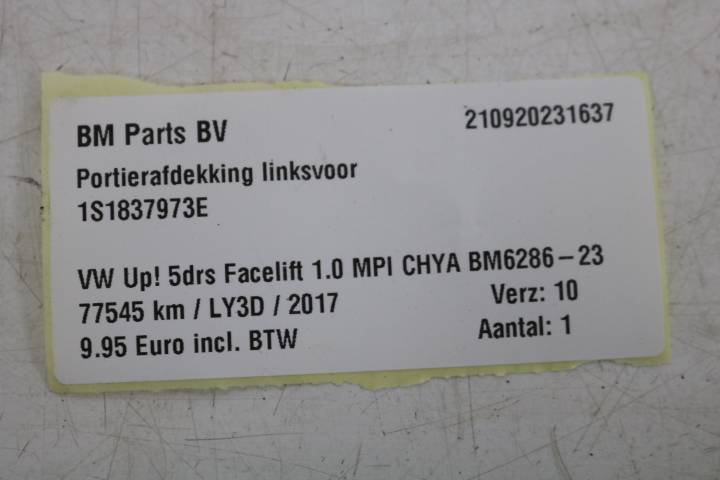 BM Parts BV 210920231637
Portierafdekking linksvoor
1S1837973E
VW Up! 5drs Facelift 1.0 MPI CHYA BM6286-23
77545 km / LY3D / 2017 Verz: 10
9.95 Euro incl. BTW Aantal: 1